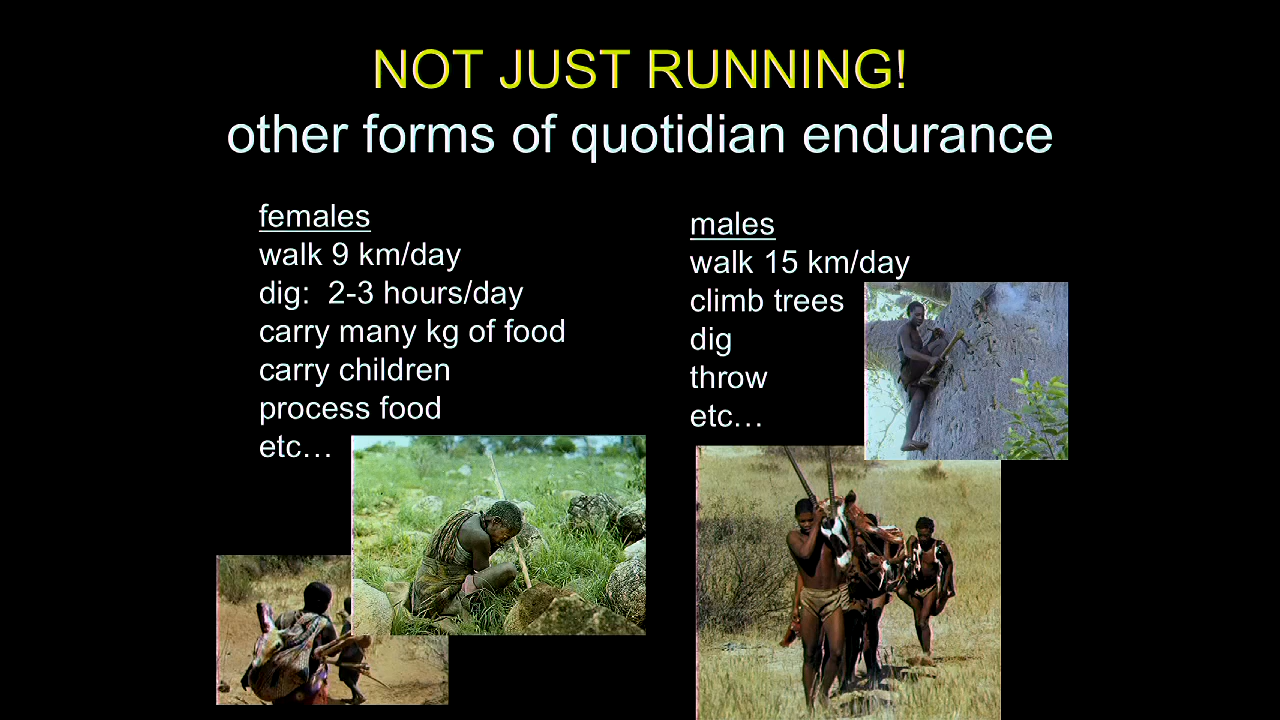 NOT JUST RUNNING!
other forms of quotidian endurance
females
walk 9 km/day
dig: 2-3 hours/day
carry many kg of food
carry children
process food
etc…
males
walk 15 km/day
climb trees
dig
throw
etc…